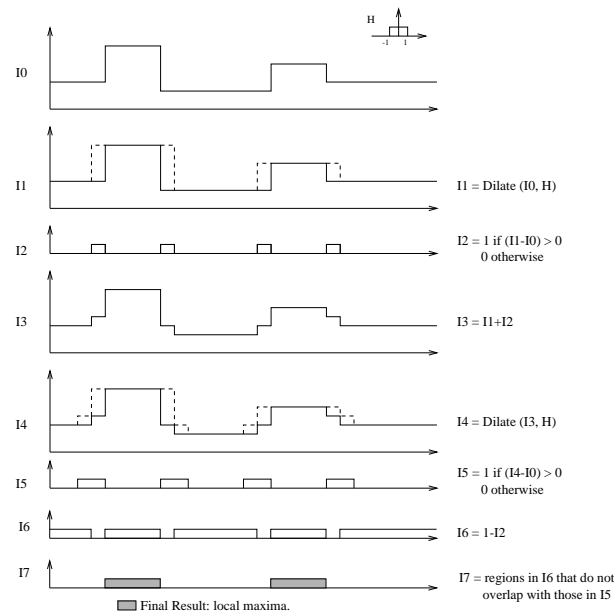 H
-1 1
I0
I1
I1 = Dilate (I0, H)
I2
I2 = 1 if (I1-I0) > 0
0 otherwise
I3
I3 = I1+I2
I4
I4 = Dilate (I3, H)
I5
I5 = 1 if (I4-I0) > 0
0 otherwise
I6
I6 = 1-I2
I7
I7 = regions in I6 that do not
overlap with those in I5
Final Result: local maxima.